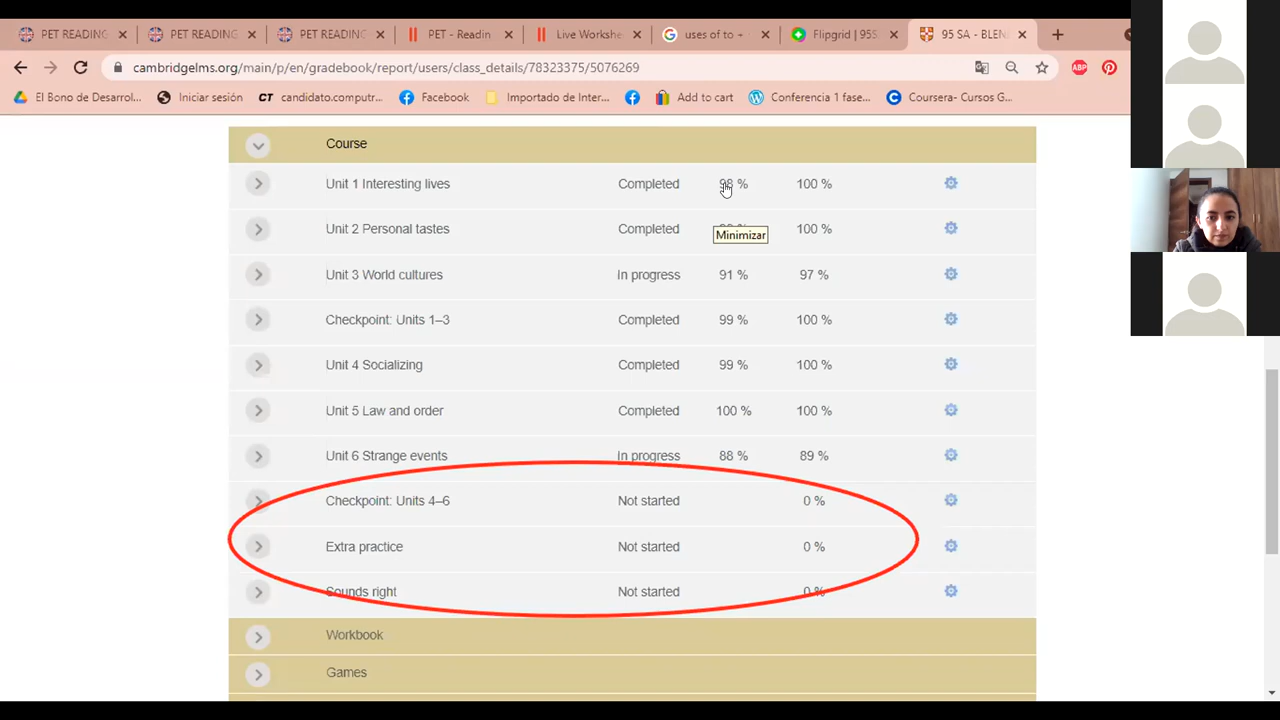 PET READING PET READING PET READING PET - Readin Live Workshe uses of to - Flipgrid | 95S 95 SA - BLEN
cambridgelms.org/main/p/en/gradebook/report/users/class_details/78323375/5076269 ABP
El Bono de Desarrol... Iniciar sesión CT candidato.computr... Facebook Importado de Inter... Add to cart Conferencia 1 fase... Coursera- Cursos G...
Course
Unit 1 Interesting lives Completed 98 % 100 %
Unit 2 Personal tastes Completed 100 %
Minimizar
Unit 3 World cultures In progress 91 % 97 %
Checkpoint: Units 1–3 Completed 99 % 100 %
Unit 4 Socializing Completed 99 % 100 %
Unit 5 Law and order Completed 100 % 100 %
Unit 6 Strange events In progress 88 % 89 %
Checkpoint: Units 4–6 Not started 0 %
Extra practice Not started 0 %
Sounds right Not started 0 %
Workbook
Games